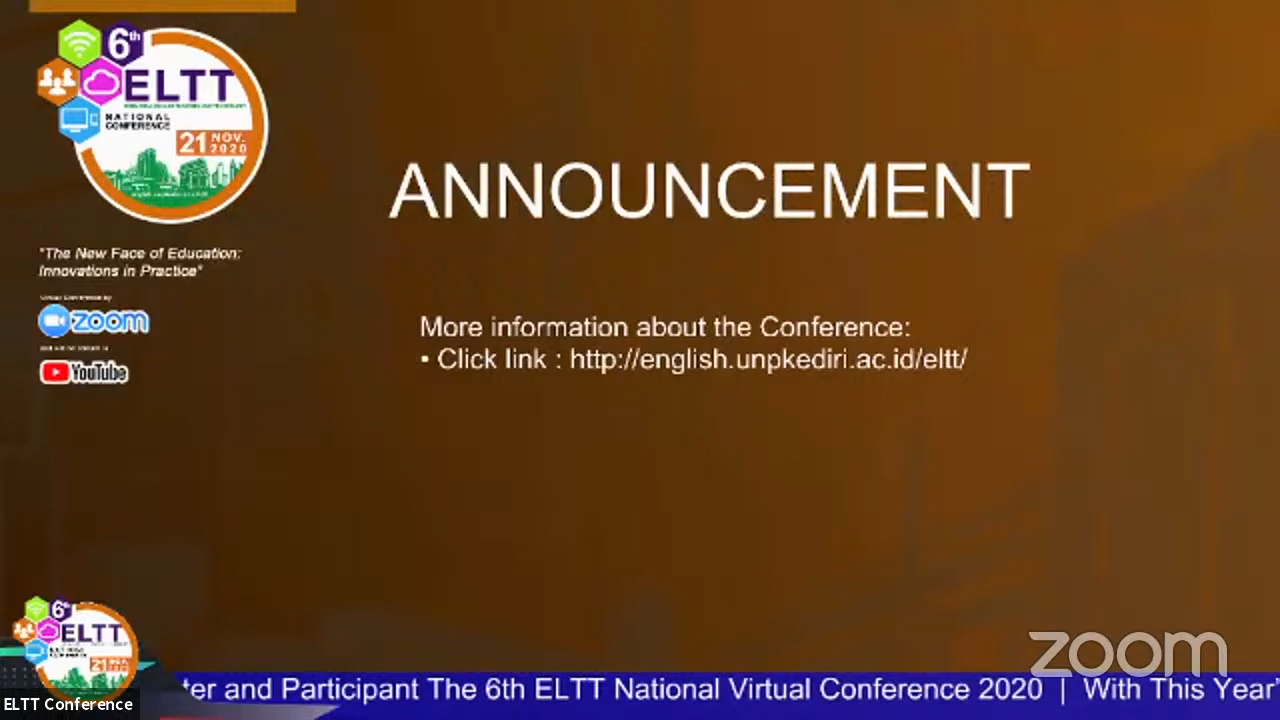 6th
ELTT
NATIONAL
CONFERENCE
21 NOV.
2020
"The New Face of Education:
Innovations in Practice"
zoom
YouTube
ANNOUNCEMENT
More information about the Conference:
• Click link : http://english.unpkediri.ac.id/eltt/
6th
ELTT
ELTT Conference
ter and Participant The 6th ELTT National Virtual Conference 2020 | With This Year"
zoom